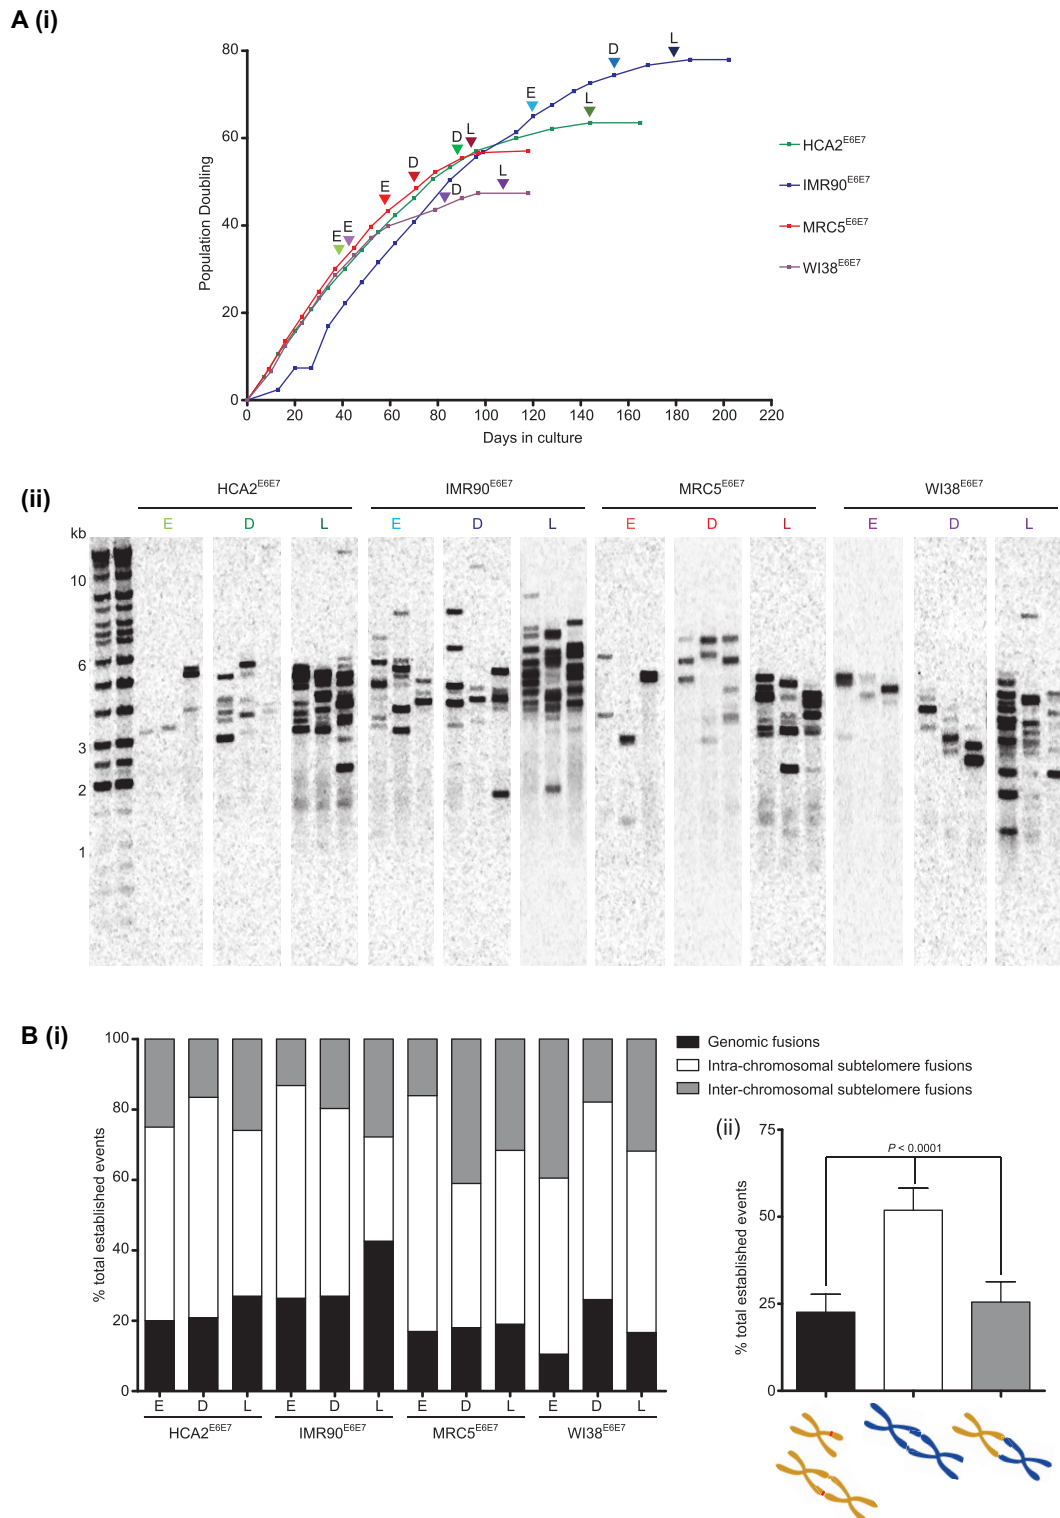 A (i)
80
60
40
20
0
Population Doubling
0 20 40 60 80 100 120 140 160 180 200 220
Days in culture
E E E D D D L L E L D L
HCA2E6E7
IMR90E6E7
MRC5E6E7
WI38E6E7
(ii)
HCA2E6E7 IMR90E6E7 MRC5E6E7 WI38E6E7
E D L E D L E D L E D L
kb
10
6
3
2
1
B (i)
100
80
60
40
20
0
% total established events
E D L E D L E D L E D L
HCA2E6E7 IMR90E6E7 MRC5E6E7 WI38E6E7
Genomic fusions
Intra-chromosomal subtelomere fusions
Inter-chromosomal subtelomere fusions
(ii)
75
50
25
0
% total established events
P < 0.0001